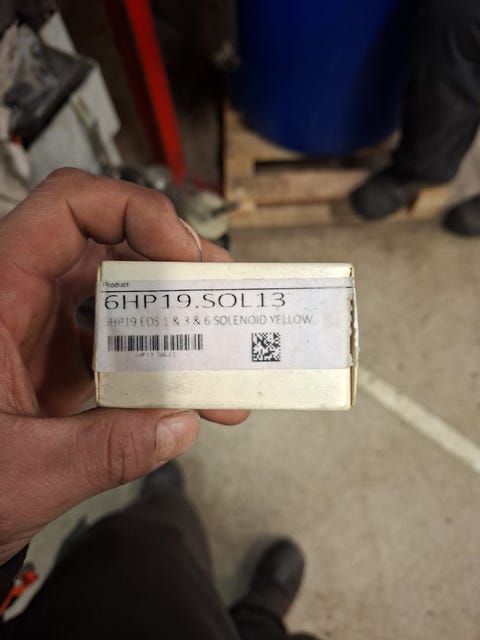 Product
6HP19.SOL13
6HP19 EDS 1 & 3 & 6 SOLENOID YELLOW
6HP19.SOL13